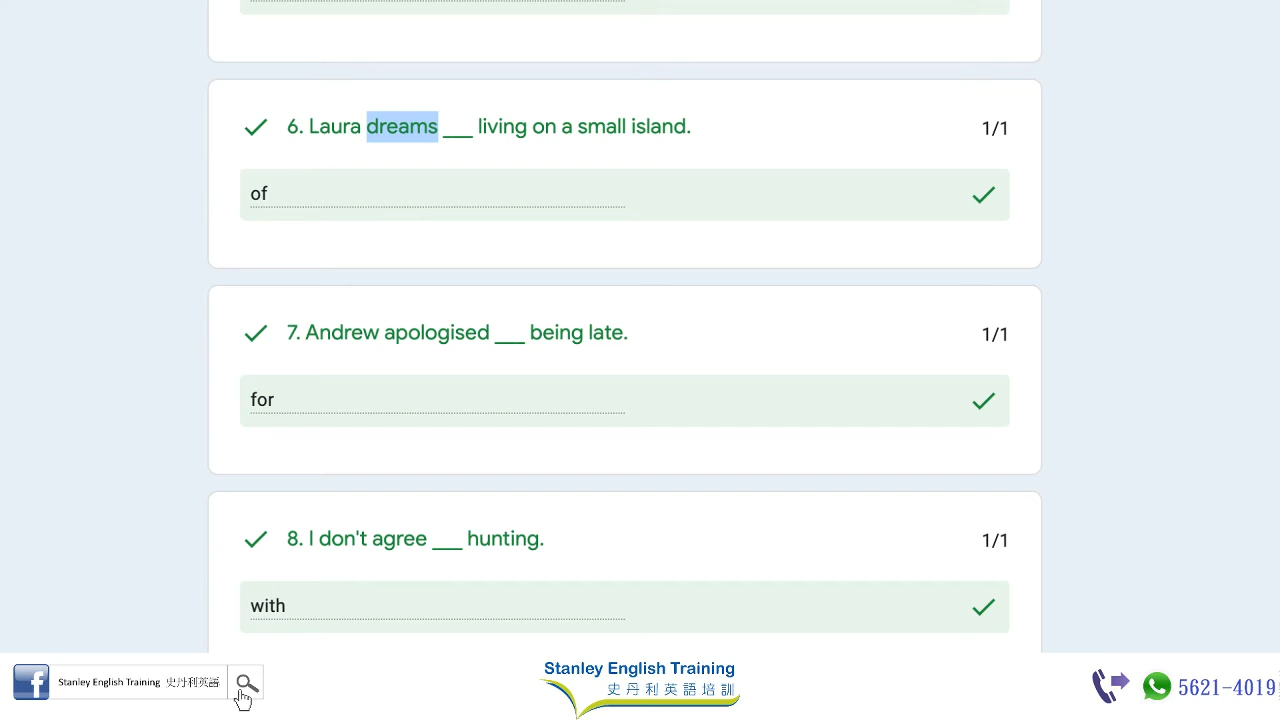 6. Laura dreams ___ living on a small island.
1/1
of
7. Andrew apologised ___ being late.
1/1
for
8. I don't agree ___ hunting.
1/1
with
Stanley English Training 史丹利英語
Stanley English Training
史丹利英語培訓
5621-4019